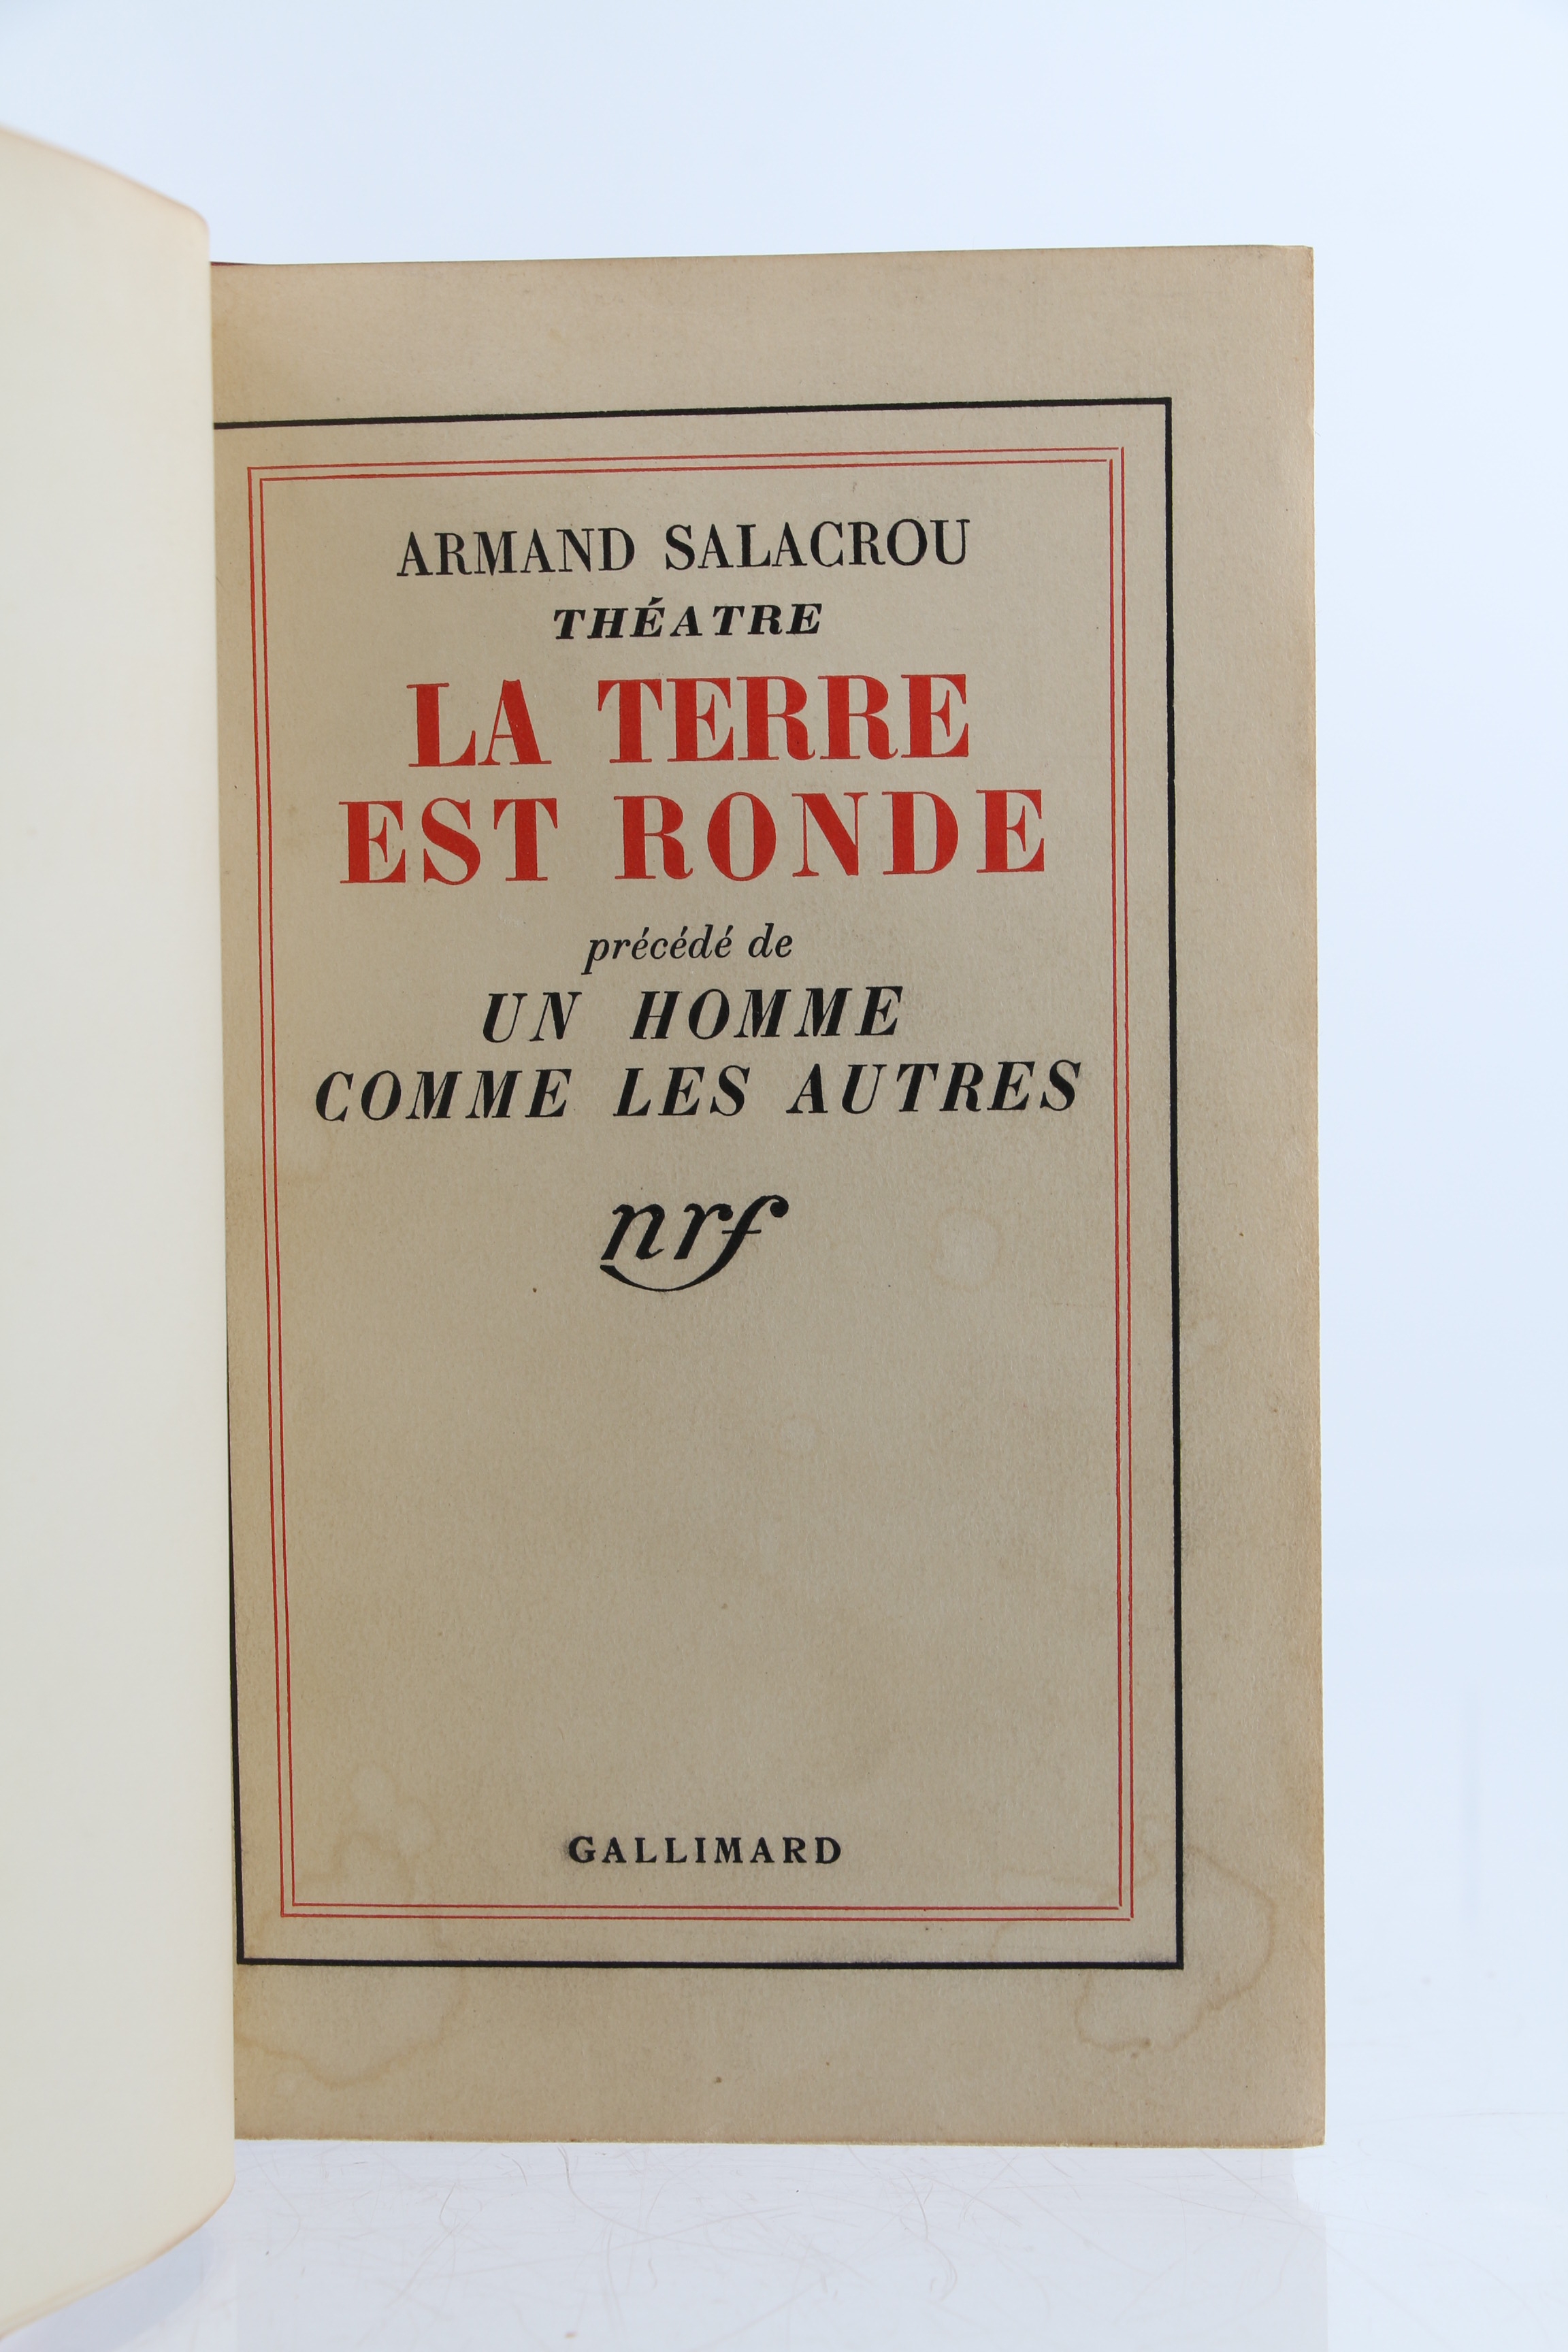 ARMAND SALACROU
THÉATRE
LA TERRE
EST RONDE
précédé de
UN HOMME
COMME LES AUTRES
nrf
GALLIMARD